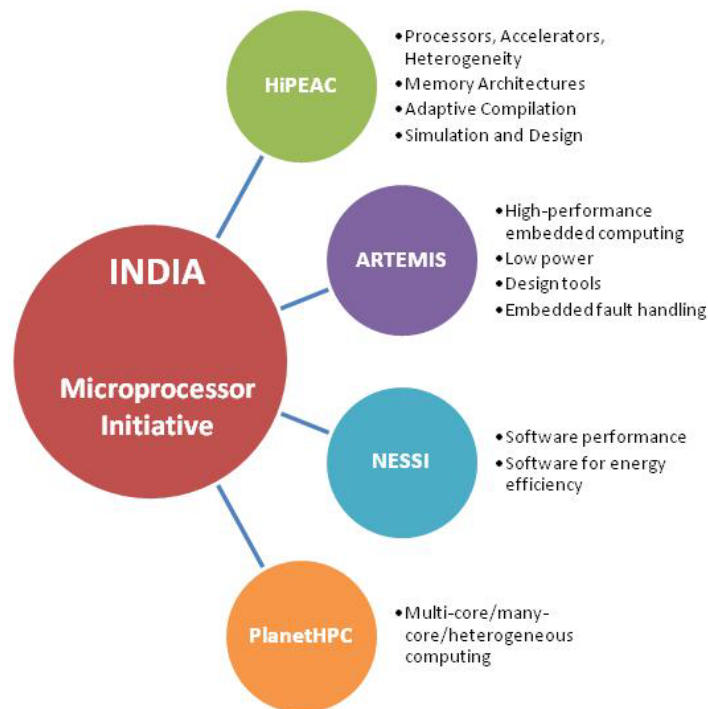 HiPEAC
•Processors, Accelerators,
Heterogeneity
•Memory Architectures
•Adaptive Compilation
•Simulation and Design
INDIA
Microprocessor
Initiative
ARTEMIS
•High-performance
embedded computing
•Low power
•Design tools
•Embedded fault handling
NESSI
•Software performance
•Software for energy
efficiency
PlanetHPC
•Multi-core/many-
core/heterogeneous
computing